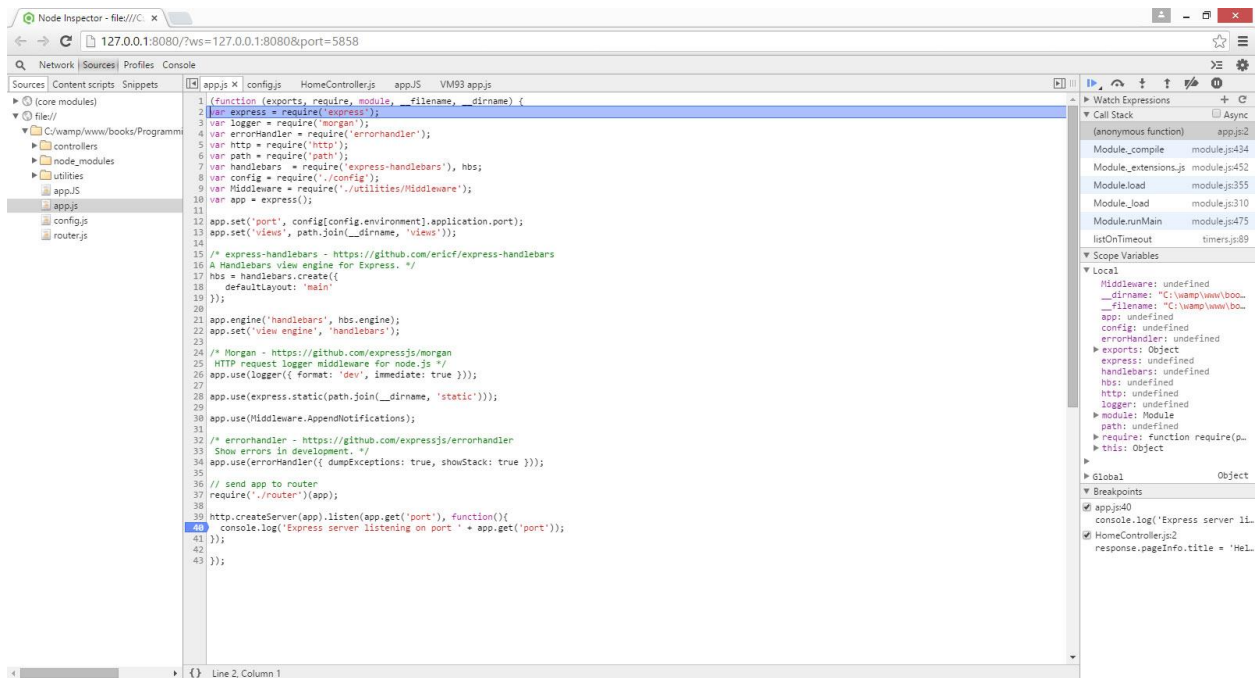 Node Inspector - file:///C:
127.0.0.1:8080/?ws=127.0.0.1:8080&port=5858
Network Sources Profiles Console
Sources Content scripts Snippets
(core modules)
file://
C:/wamp/www/books/Programmi
controllers
node_modules
utilities
app.JS
app.js
config.js
router.js
app.js × config.js HomeController.js app.JS VM93 app.js
1 (function (exports, require, module, __filename, __dirname) {
2 var express = require('express');
3 var logger = require('morgan');
4 var errorHandler = require('errorhandler');
5 var http = require('http');
6 var path = require('path');
7 var handlebars  = require('express-handlebars'), hbs;
8 var config = require('./config');
9 var Middleware = require('./utilities/Middleware');
10 var app = express();
11
12 app.set('port', config[config.environment].application.port);
13 app.set('views', path.join(__dirname, 'views'));
14
15 /* express-handlebars - https://github.com/ericf/express-handlebars
16 A Handlebars view engine for Express. */
17 hbs = handlebars.create({
18    defaultLayout: 'main'
19 });
20
21 app.engine('handlebars', hbs.engine);
22 app.set('view engine', 'handlebars');
23
24 /* Morgan - https://github.com/expressjs/morgan
25  HTTP request logger middleware for node.js */
26 app.use(logger({ format: 'dev', immediate: true }));
27
28 app.use(express.static(path.join(__dirname, 'static')));
29
30 app.use(Middleware.AppendNotifications);
31
32 /* errorhandler - https://github.com/expressjs/errorhandler
33  Show errors in development. */
34 app.use(errorHandler({ dumpExceptions: true, showStack: true }));
35
36 // send app to router
37 require('./router')(app);
38
39 http.createServer(app).listen(app.get('port'), function(){
40   console.log('Express server listening on port ' + app.get('port'));
41 });
42
43 });
{} Line 2, Column 1
Watch Expressions
Call Stack Async
(anonymous function) app.js:2
Module._compile module.js:434
Module._extensions..js module.js:452
Module.load module.js:355
Module._load module.js:310
Module.runMain module.js:475
listOnTimeout timers.js:89
Scope Variables
Local
Middleware: undefined
__dirname: "C:\wamp\www\boo…
__filename: "C:\wamp\www\bo…
app: undefined
config: undefined
errorHandler: undefined
exports: Object
express: undefined
handlebars: undefined
hbs: undefined
http: undefined
logger: undefined
module: Module
path: undefined
require: function require(p…
this: Object
Global Object
Breakpoints
app.js:40
console.log('Express server li…
HomeController.js:2
response.pageInfo.title = 'Hel…